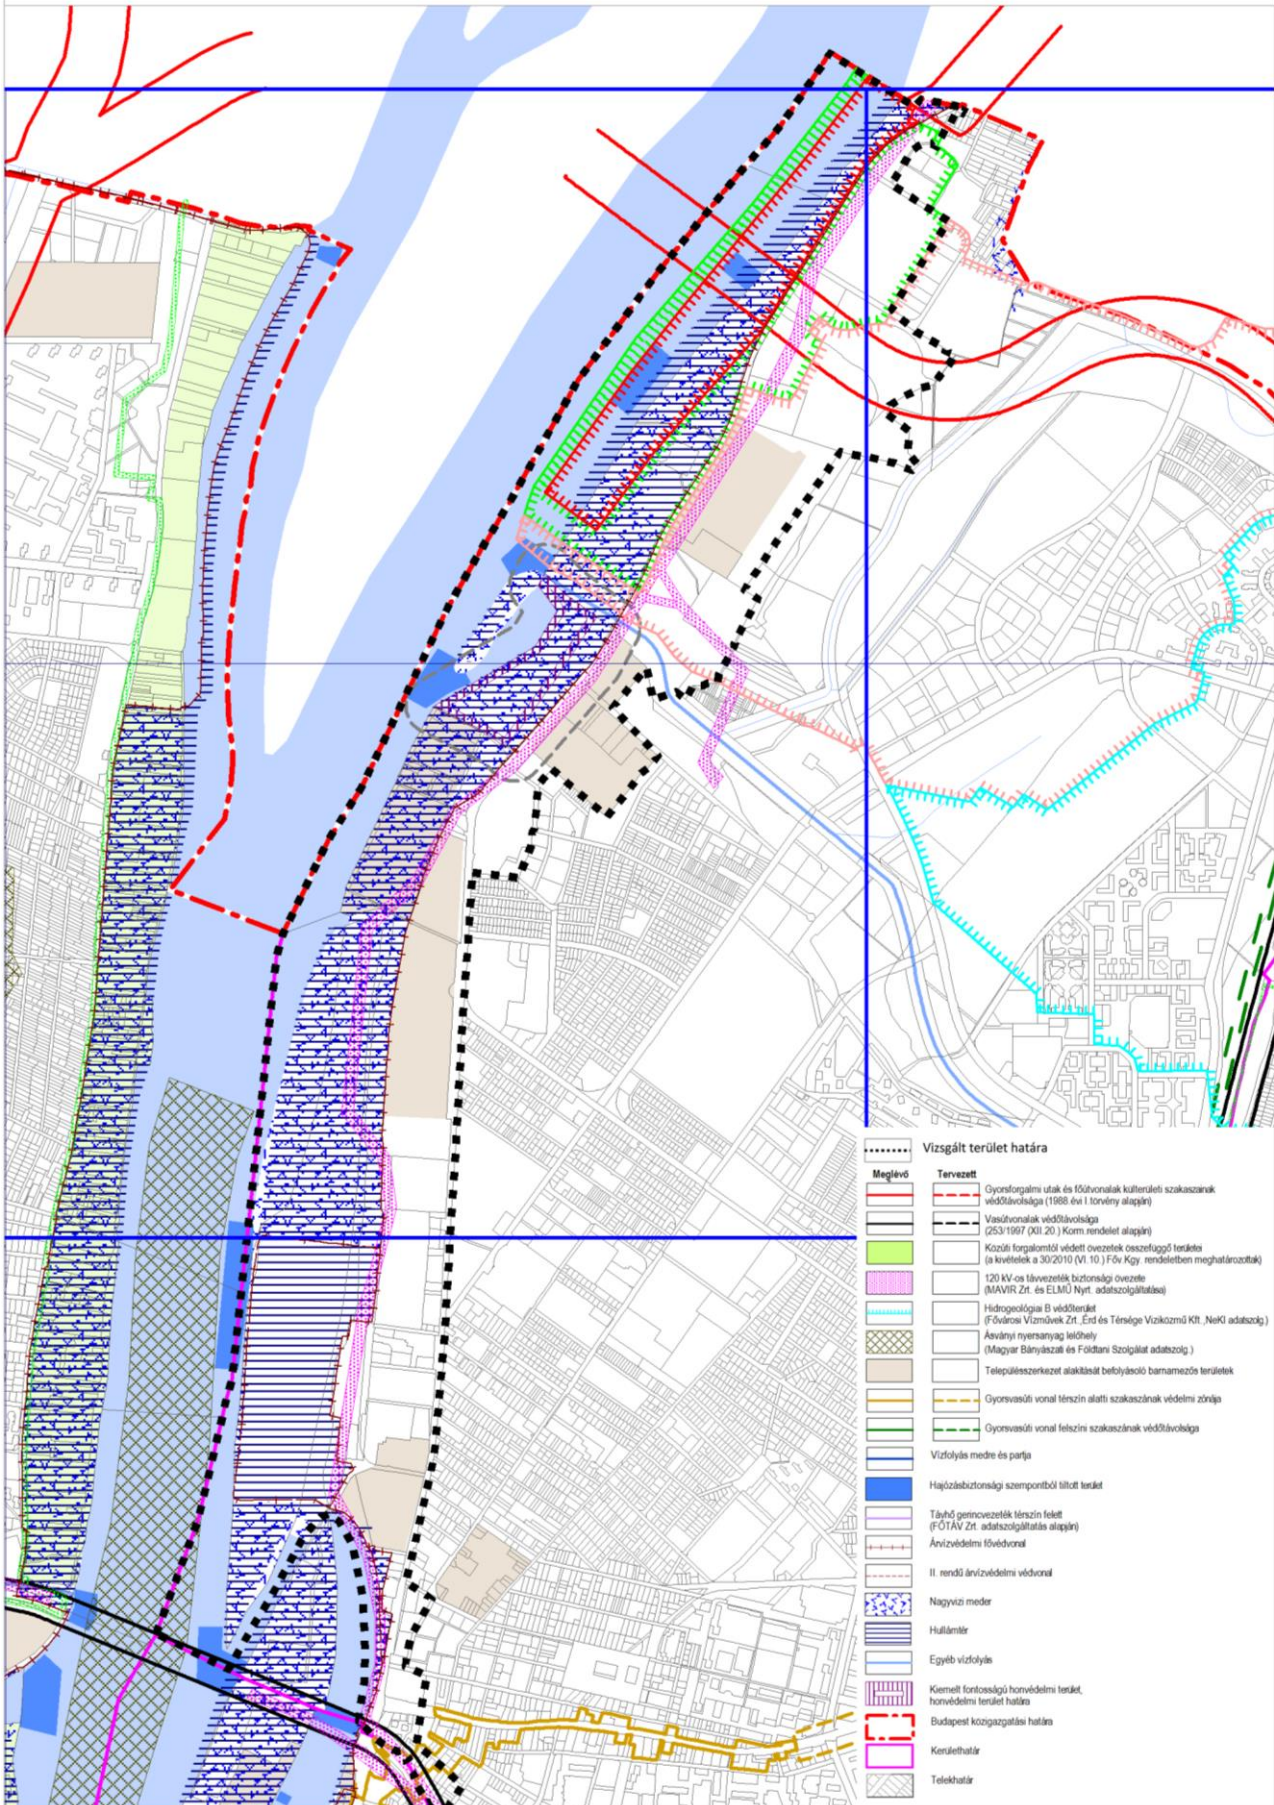 Vizsgált terület határa
Meglévő Tervezett
Gyorsforgalmi utak és főútvonalak külterületi szakaszainak
védőtávolsága (1988.évi I.törvény alapján)
Vasútvonalak védőtávolsága
(253/1997 (XII.20.) Korm.rendelet alapján)
Közúti forgalomtól védett övezetek összefüggő területei
(a kivételek a 30/2010 (VI.10.) Főv.Kgy. rendeletben meghatározottak)
120 kV-os távvezeték biztonsági övezete
(MAVIR Zrt. és ELMŰ Nyrt. adatszolgáltatása)
Hidrogeológiai B védőterület
(Fővárosi Vízművek Zrt.,Érd és Térsége Víziközmű Kft.,NeKI adatszolg.)
Ásványi nyersanyag lelőhely
(Magyar Bányászati és Földtani Szolgálat adatszolg.)
Településszerkezet alakítását befolyásoló barnamezős területek
Gyorsvasúti vonal térszín alatti szakaszának védelmi zónája
Gyorsvasúti vonal felszíni szakaszának védőtávolsága
Vízfolyás medre és partja
Hajózásbiztonsági szempontból tiltott terület
Távhő gerincvezeték térszín felett
(FŐTÁV Zrt. adatszolgáltatás alapján)
Árvízvédelmi fővédvonal
II. rendű árvízvédelmi védvonal
Nagyvízi meder
Hullámtér
Egyéb vízfolyás
Kiemelt fontosságú honvédelmi terület,
honvédelmi terület határa
Budapest közigazgatási határa
Kerülethatár
Telekhatár